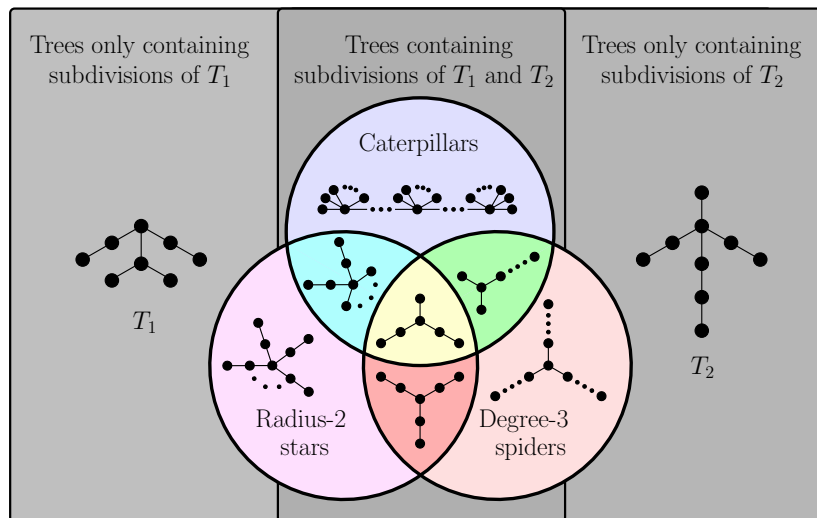 Trees only containing
subdivisions of T₁
Trees containing
subdivisions of T₁ and T₂
Trees only containing
subdivisions of T₂
Caterpillars
T₁
T₂
Radius-2
stars
Degree-3
spiders